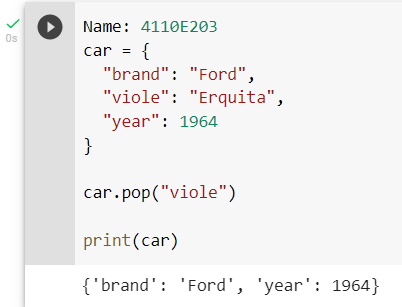 0s
Name: 4110E203
car = {
  "brand": "Ford",
  "viole": "Erquita",
  "year": 1964
}
car.pop("viole")
print(car)
{'brand': 'Ford', 'year': 1964}